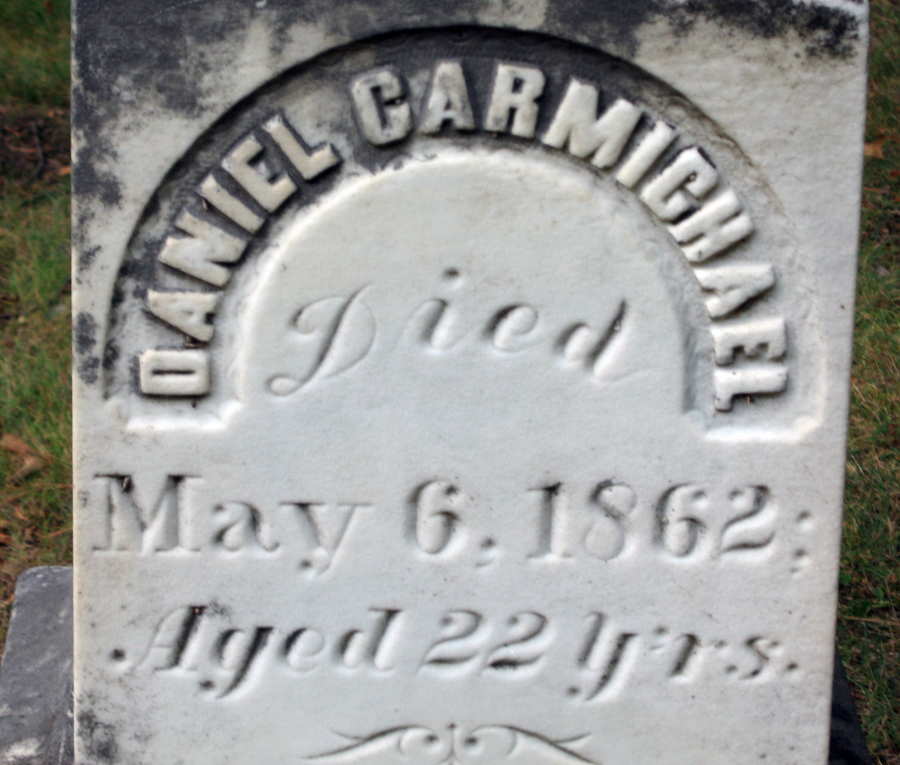 DANIEL CARMICHAEL
Died
May 6, 1862;
Aged 22 yrs.